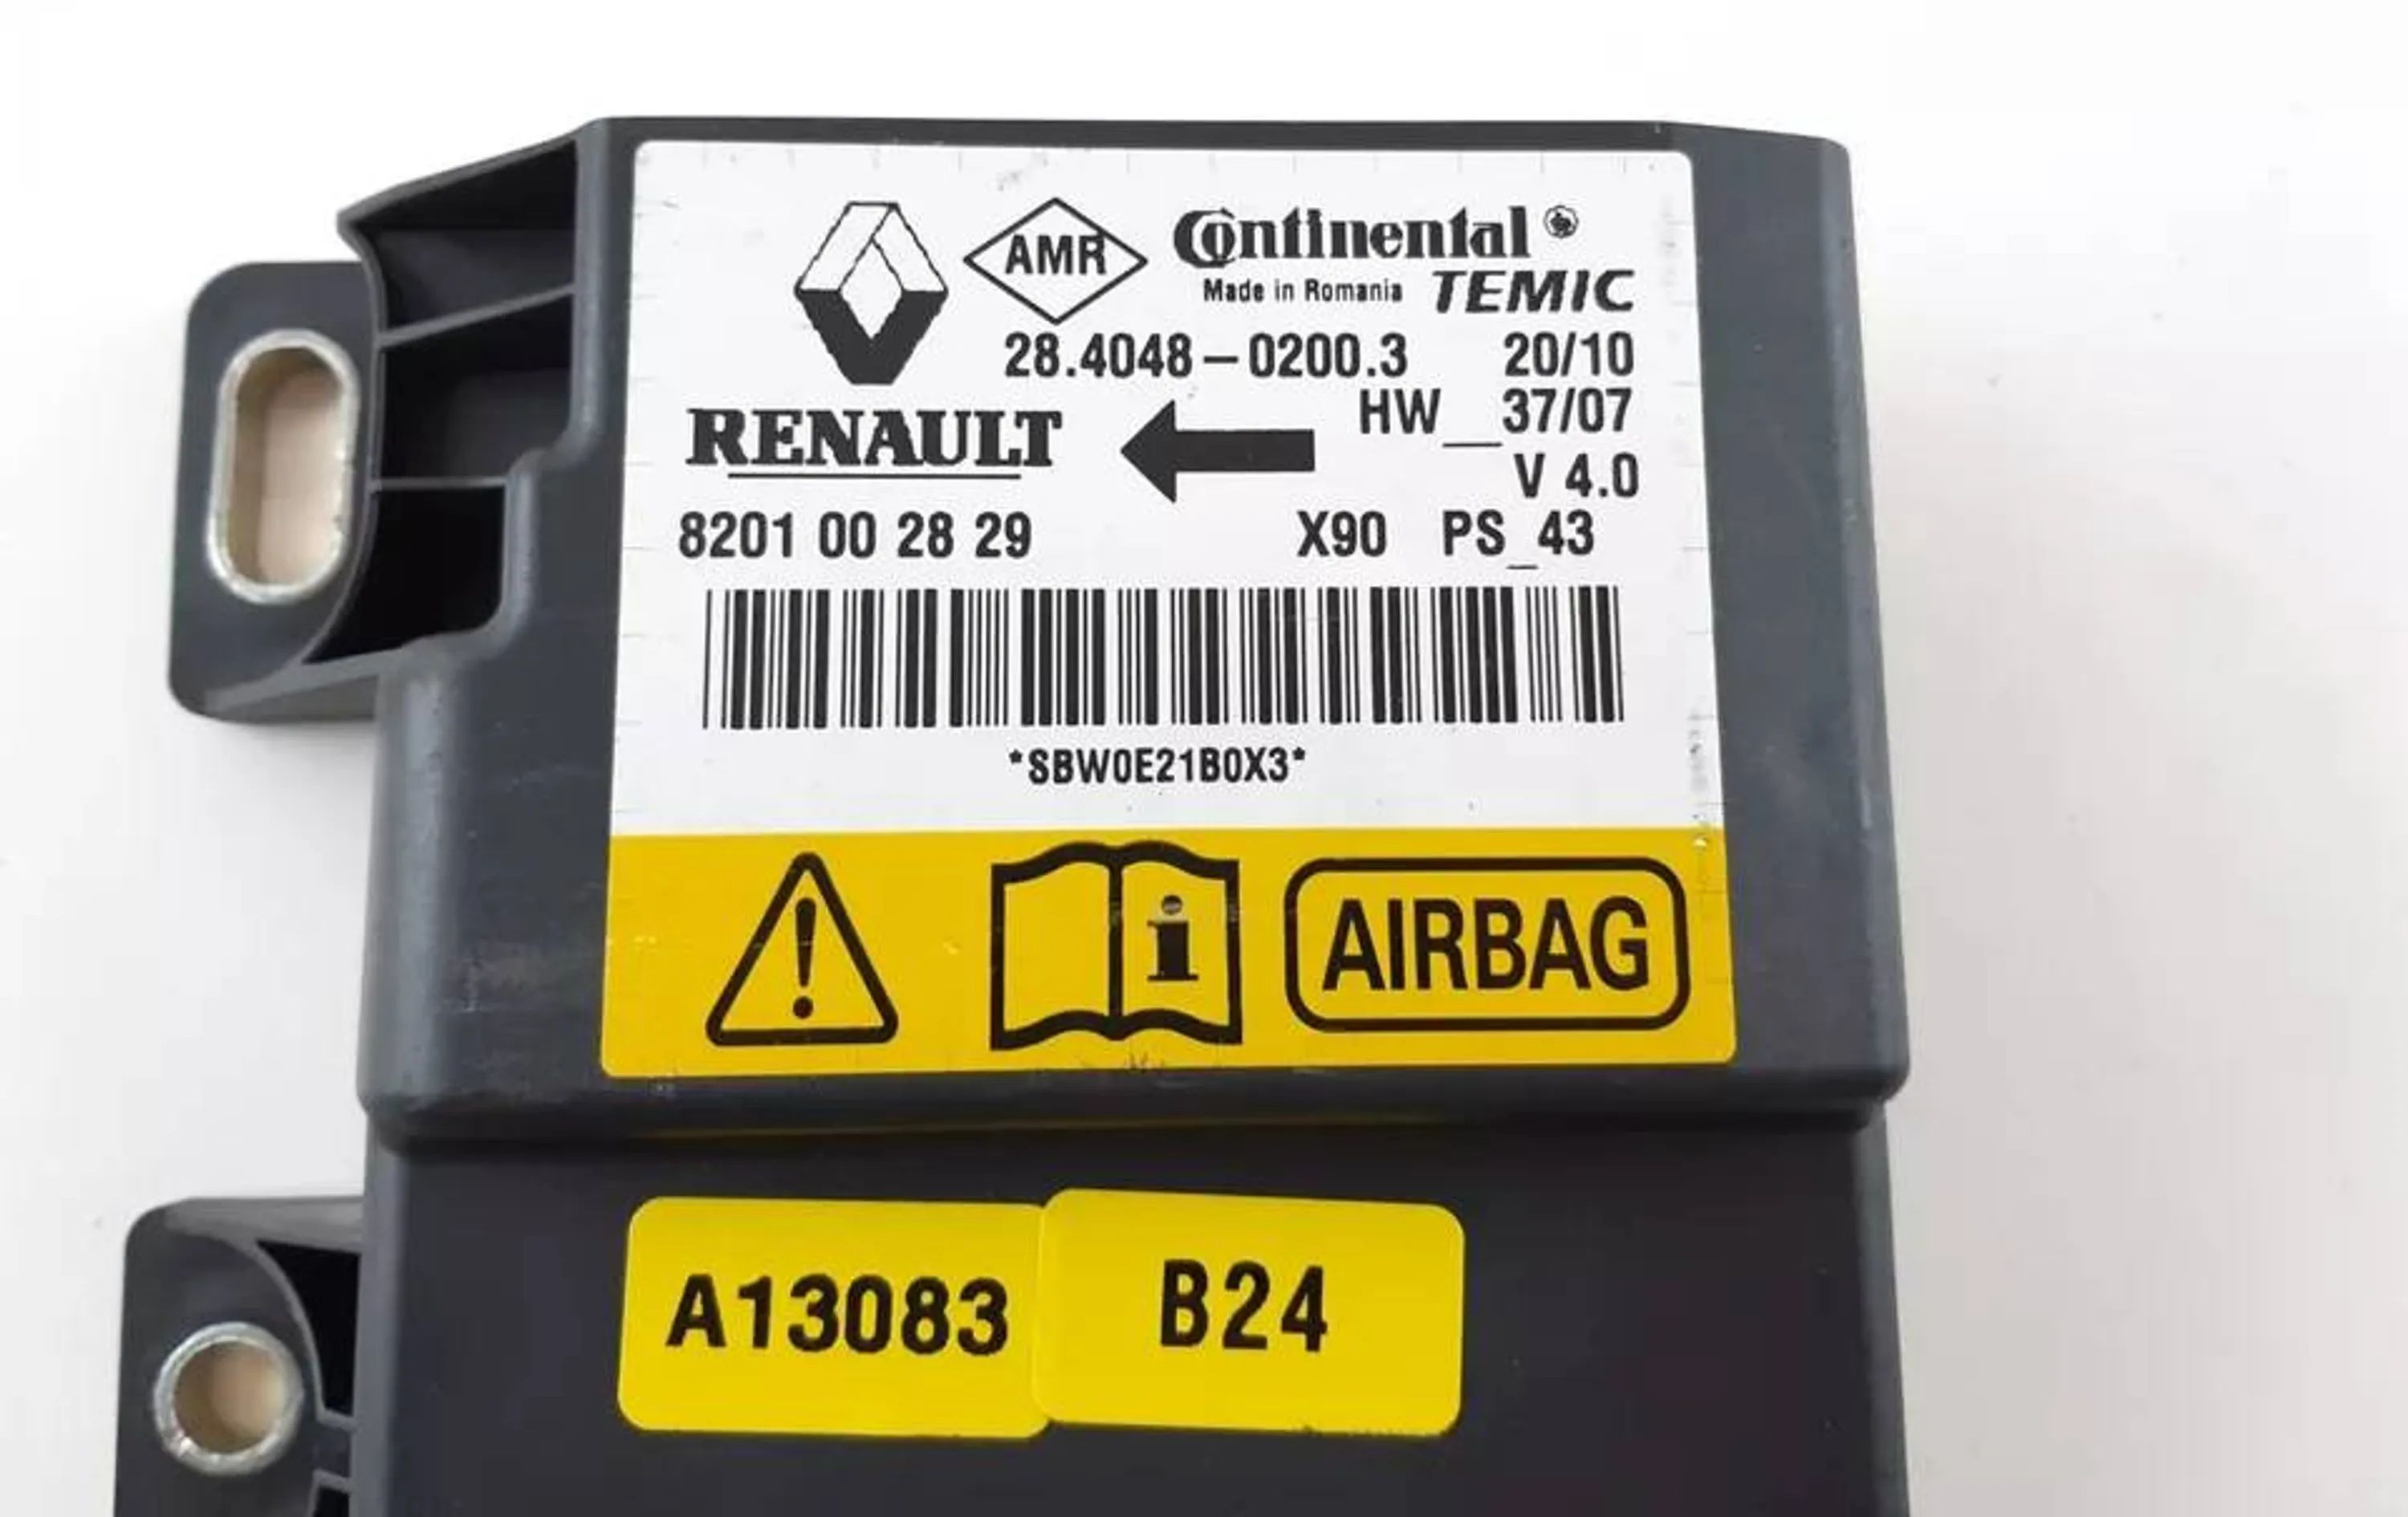 AMR Continental
Made in Romania TEMIC
28.4048-0200.3 20/10
HW__37/07
RENAULT
V 4.0
8201 00 28 29 X90 PS_43
*SBW0E21B0X3*
! i AIRBAG
A13083 B24